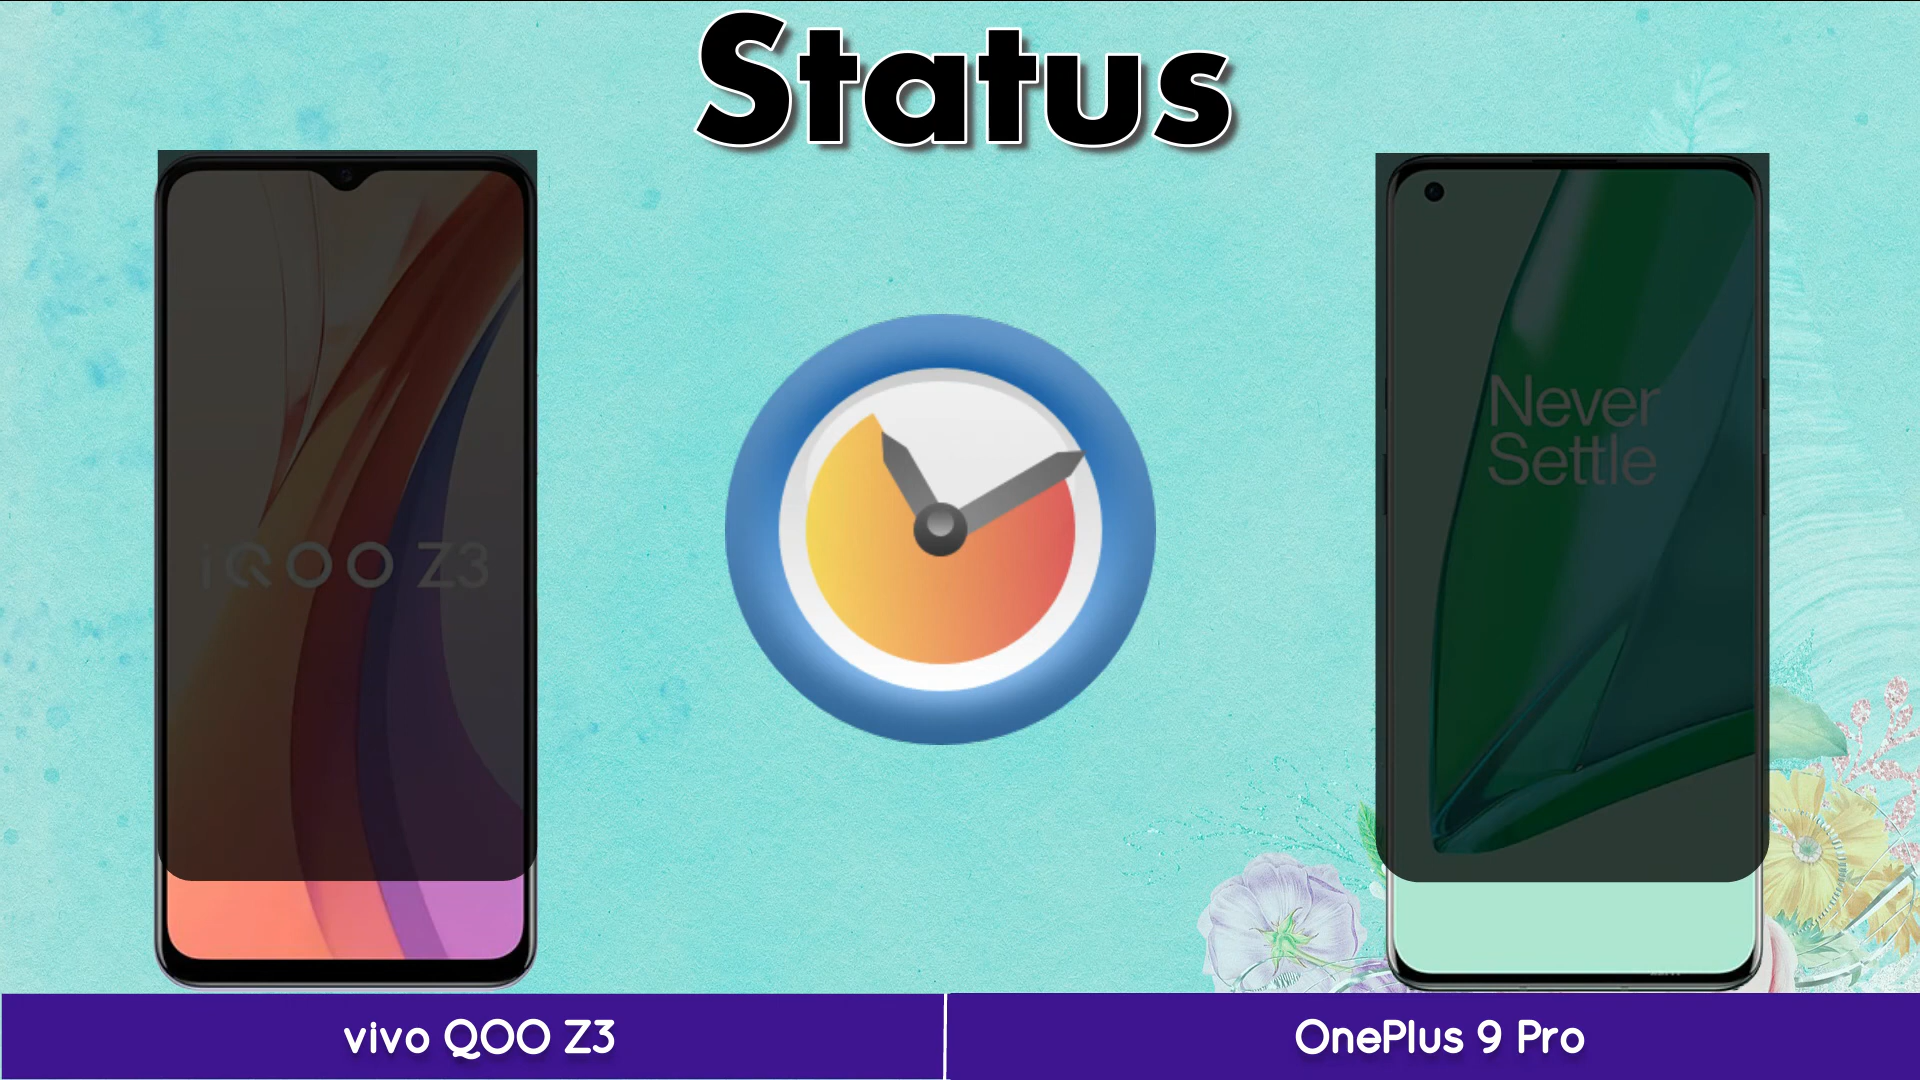 Status
iQOO Z3
Never
Settle
vivo QOO Z3
OnePlus 9 Pro